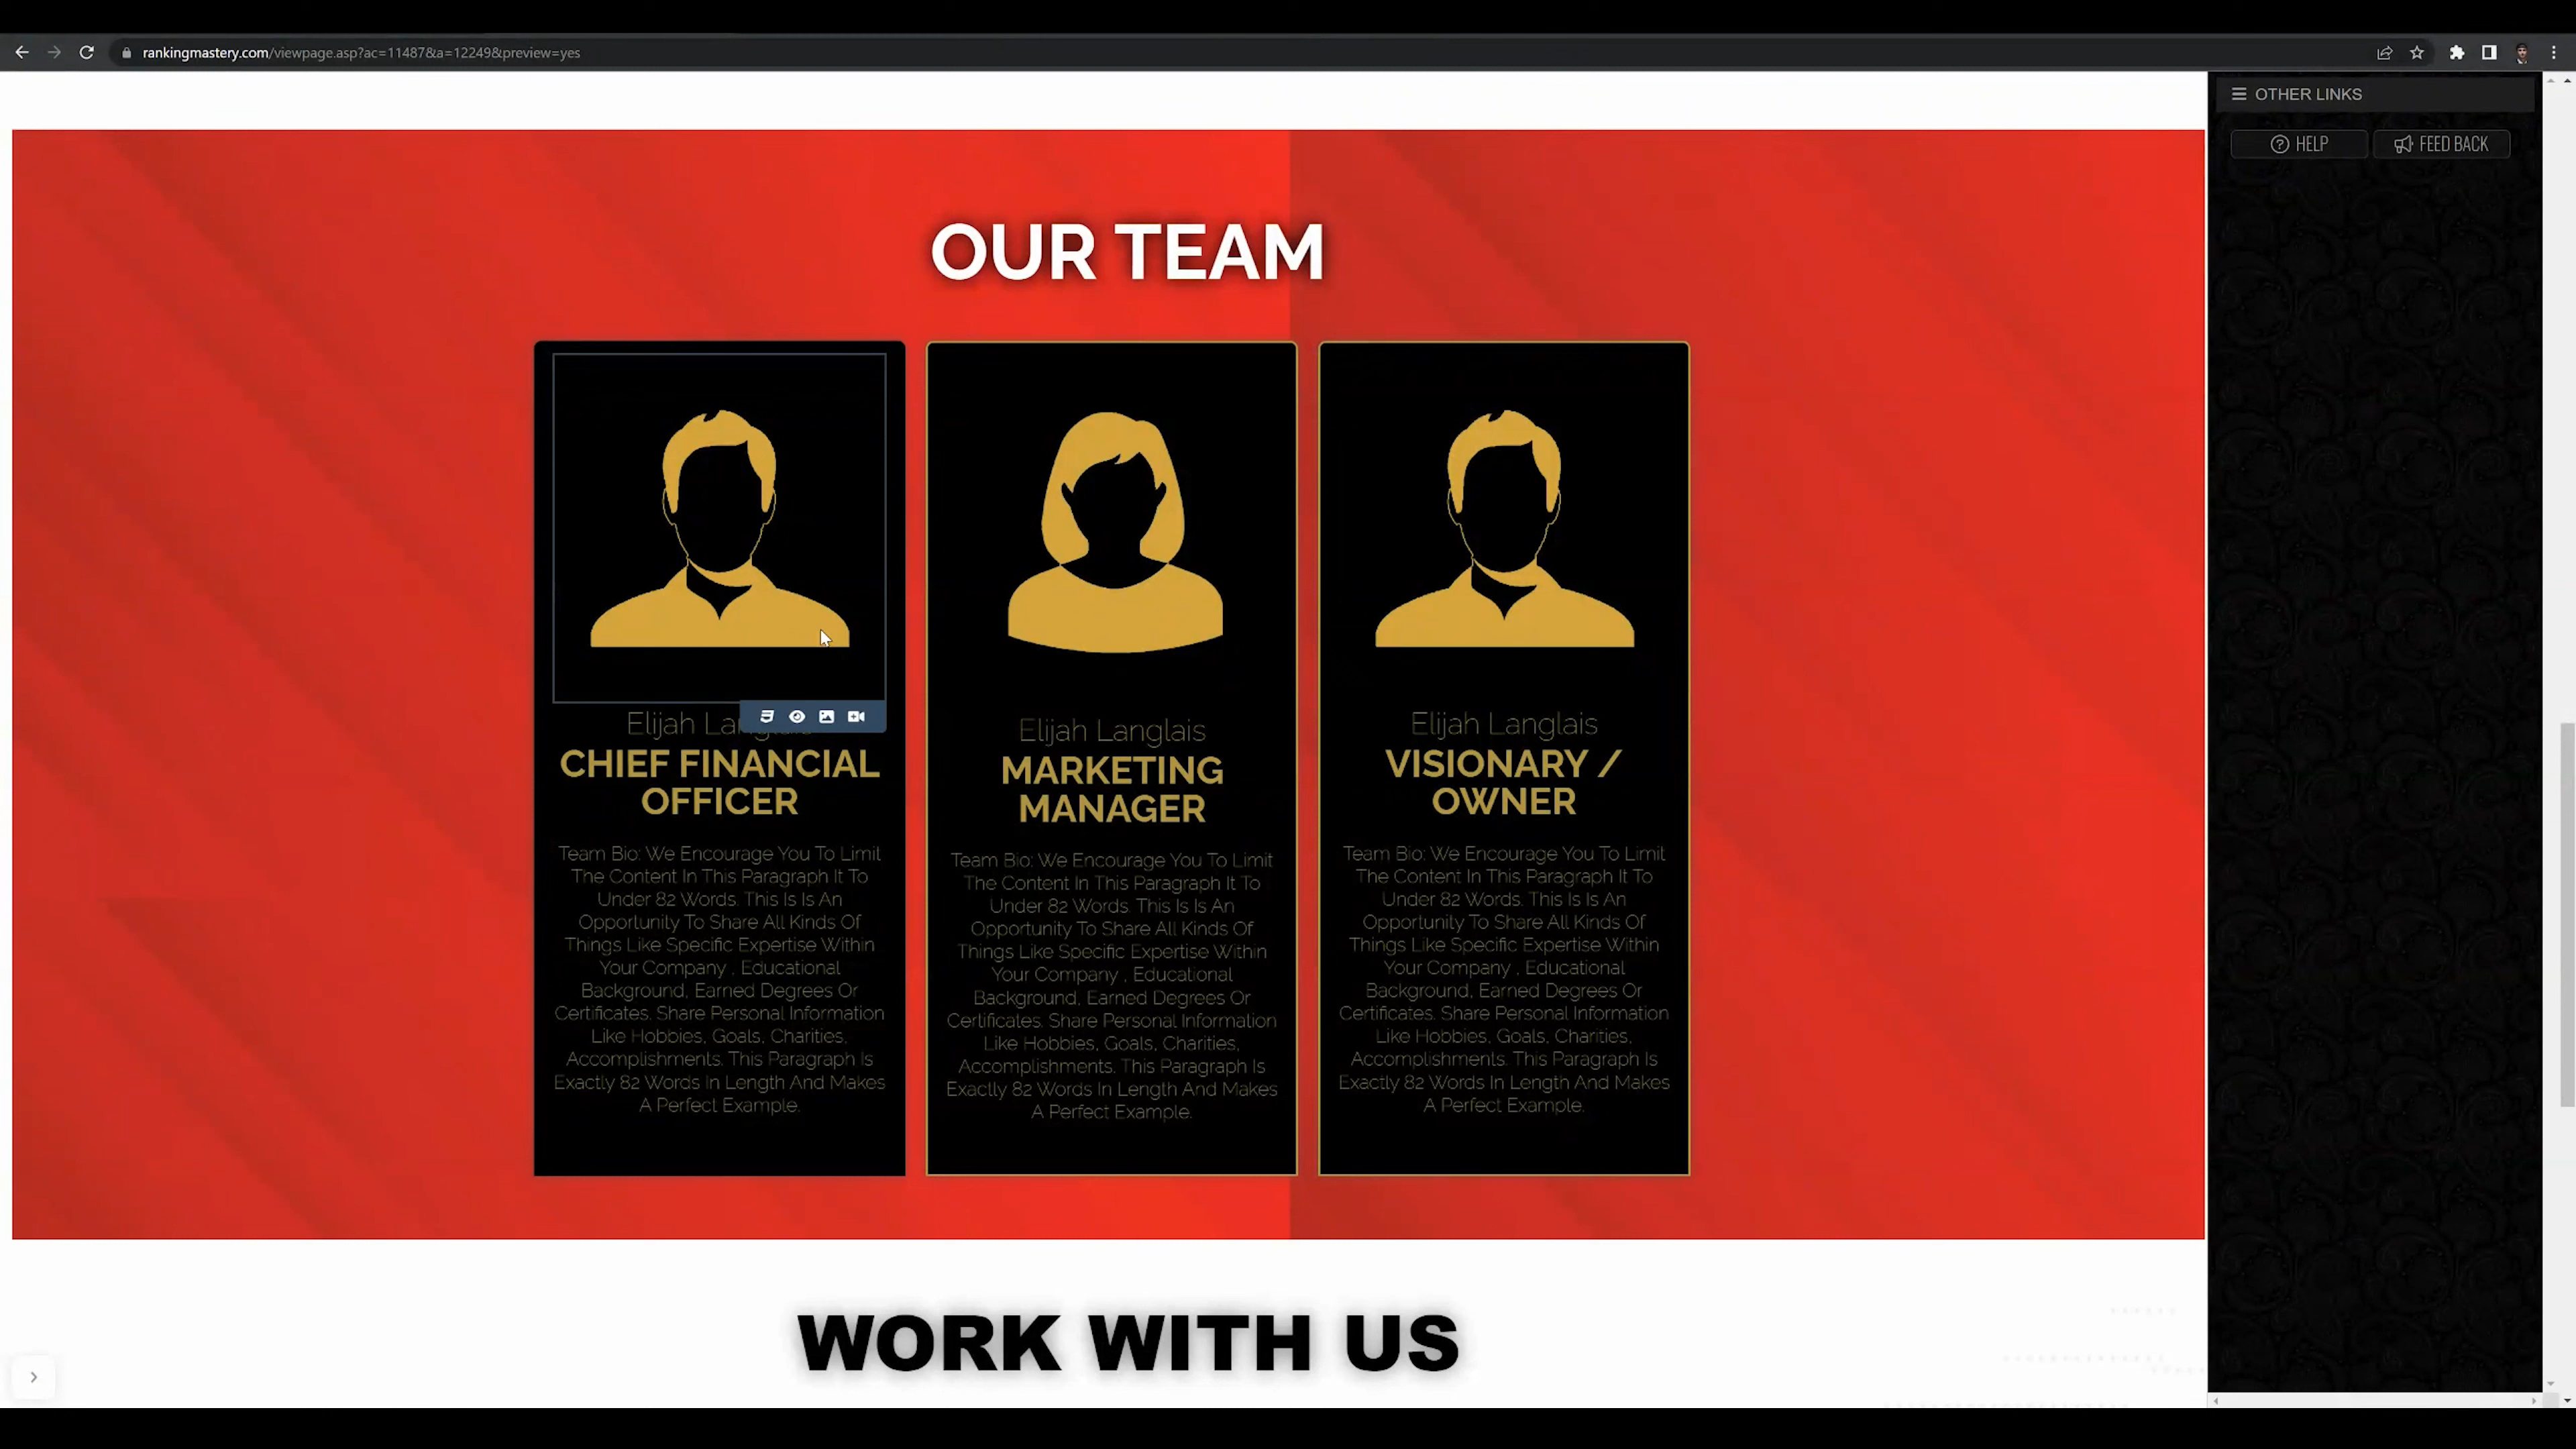 rankingmastery.com/viewpage.asp?ac=11487&a=12249&preview=yes
OTHER LINKS
HELP
FEED BACK
OUR TEAM
Elijah
CHIEF FINANCIAL
OFFICER
Team Bio: We Encourage You To Limit
The Content In This Paragraph It To
Under 82 Words. This Is Is An
Opportunity To Share All Kinds Of
Things Like Specific Expertise Within
Your Company , Educational
Background, Earned Degrees Or
Certificates. Share Personal Information
Like Hobbies, Goals, Charities,
Accomplishments. This Paragraph Is
Exactly 82 Words In Length And Makes
A Perfect Example.
Elijah Langlais
MARKETING
MANAGER
Team Bio: We Encourage You To Limit
The Content In This Paragraph It To
Under 82 Words. This Is Is An
Opportunity To Share All Kinds Of
Things Like Specific Expertise Within
Your Company , Educational
Background, Earned Degrees Or
Certificates. Share Personal Information
Like Hobbies, Goals, Charities,
Accomplishments. This Paragraph Is
Exactly 82 Words In Length And Makes
A Perfect Example.
Elijah Langlais
VISIONARY /
OWNER
Team Bio: We Encourage You To Limit
The Content In This Paragraph It To
Under 82 Words. This Is Is An
Opportunity To Share All Kinds Of
Things Like Specific Expertise Within
Your Company , Educational
Background, Earned Degrees Or
Certificates. Share Personal Information
Like Hobbies, Goals, Charities,
Accomplishments. This Paragraph Is
Exactly 82 Words In Length And Makes
A Perfect Example.
WORK WITH US